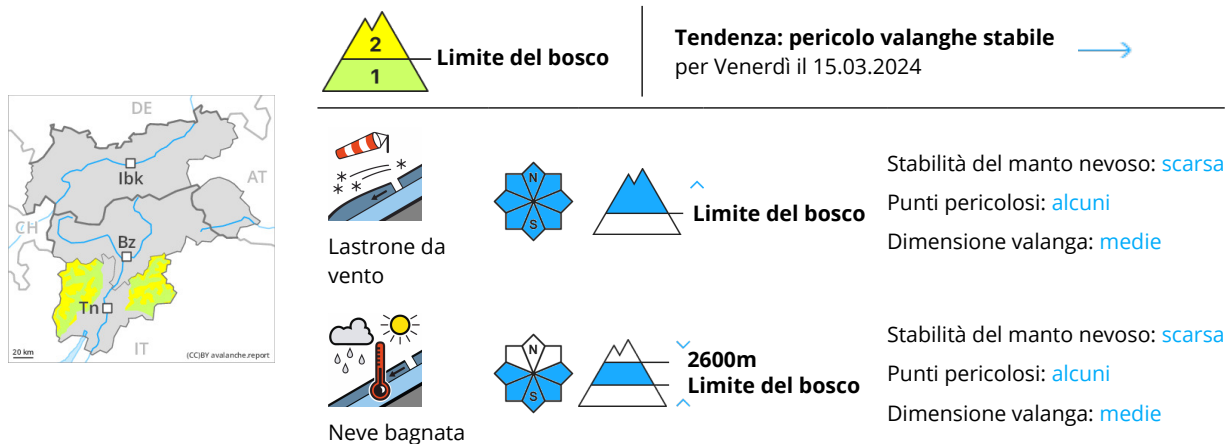 2
1
Limite del bosco
Tendenza: pericolo valanghe stabile
per Venerdì il 15.03.2024
DE
AT
CH
IT
Ibk
Bz
Tn
20 km
(CC)BY avalanche.report
N
S
Limite del bosco
Lastrone da
vento
Stabilità del manto nevoso: scarsa
Punti pericolosi: alcuni
Dimensione valanga: medie
N
S
2600m
Limite del bosco
Neve bagnata
Stabilità del manto nevoso: scarsa
Punti pericolosi: alcuni
Dimensione valanga: medie